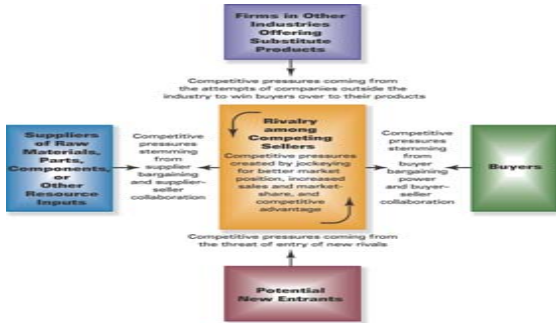 Firms in Other
Industries
Offering
Substitute
Products
Competitive pressures coming from
the attempts of companies outside the
industry to win buyers over to their products
Suppliers
of Raw
Materials,
Parts,
Components,
or
Other
Resource
Inputs
Competitive
pressures
stemming
from
supplier
bargaining
and supplier-
seller
collaboration
Rivalry
among
Competing
Sellers
Competitive pressures
created by jockeying
for better market
position, increased
sales and market-
share, and
competitive
advantage
Competitive
pressures
stemming
from
buyer
bargaining
power
and buyer-
seller
collaboration
Buyers
Competitive pressures coming from
the threat of entry of new rivals
Potential
New Entrants